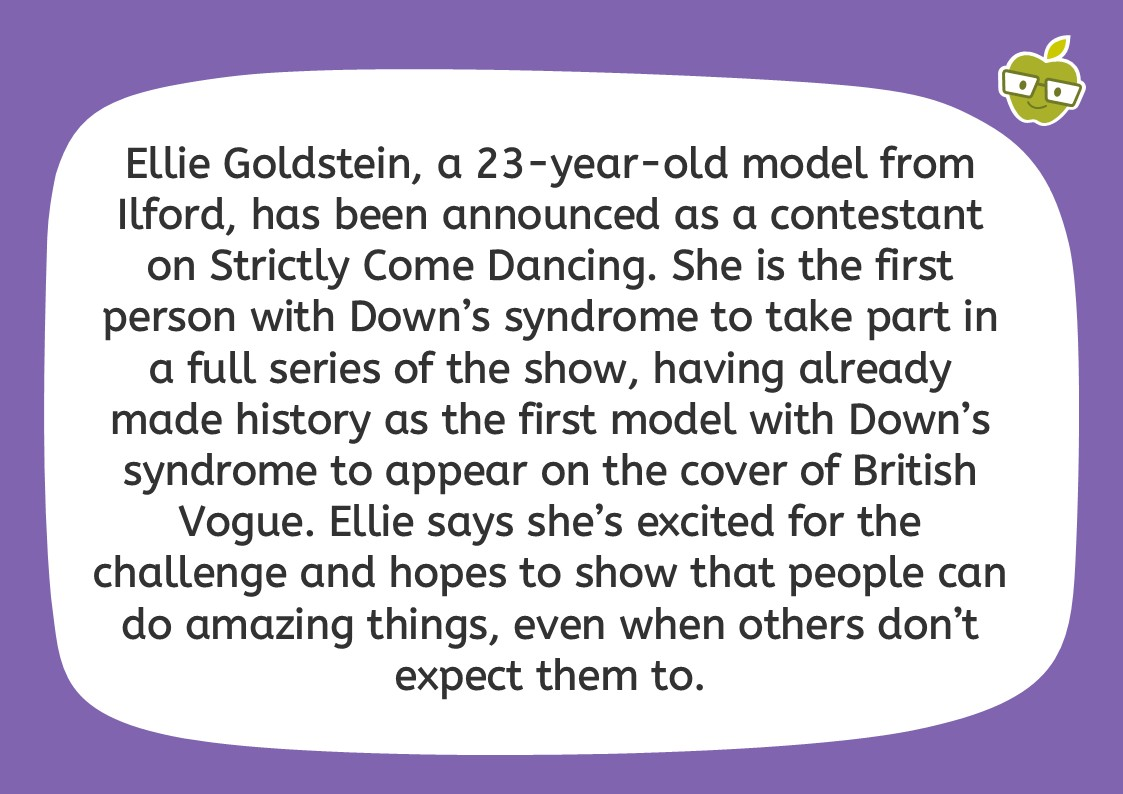 Ellie Goldstein, a 23-year-old model from
Ilford, has been announced as a contestant
on Strictly Come Dancing. She is the first
person with Down’s syndrome to take part in
a full series of the show, having already
made history as the first model with Down’s
syndrome to appear on the cover of British
Vogue. Ellie says she’s excited for the
challenge and hopes to show that people can
do amazing things, even when others don’t
expect them to.